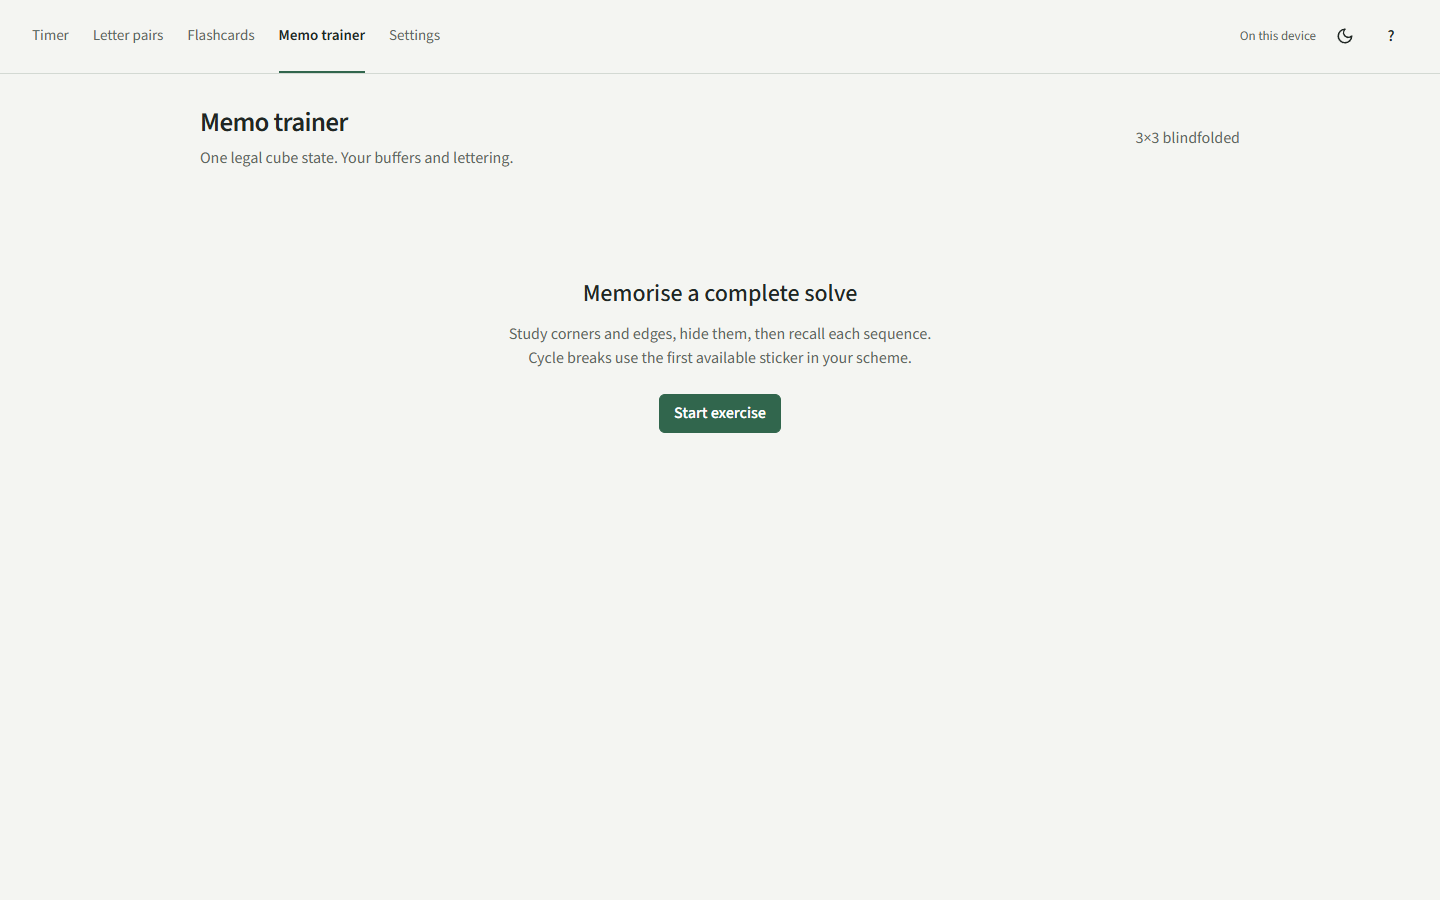 Timer Letter pairs Flashcards Memo trainer Settings On this device ?
Memo trainer
One legal cube state. Your buffers and lettering.
3×3 blindfolded
Memorise a complete solve
Study corners and edges, hide them, then recall each sequence.
Cycle breaks use the first available sticker in your scheme.
Start exercise